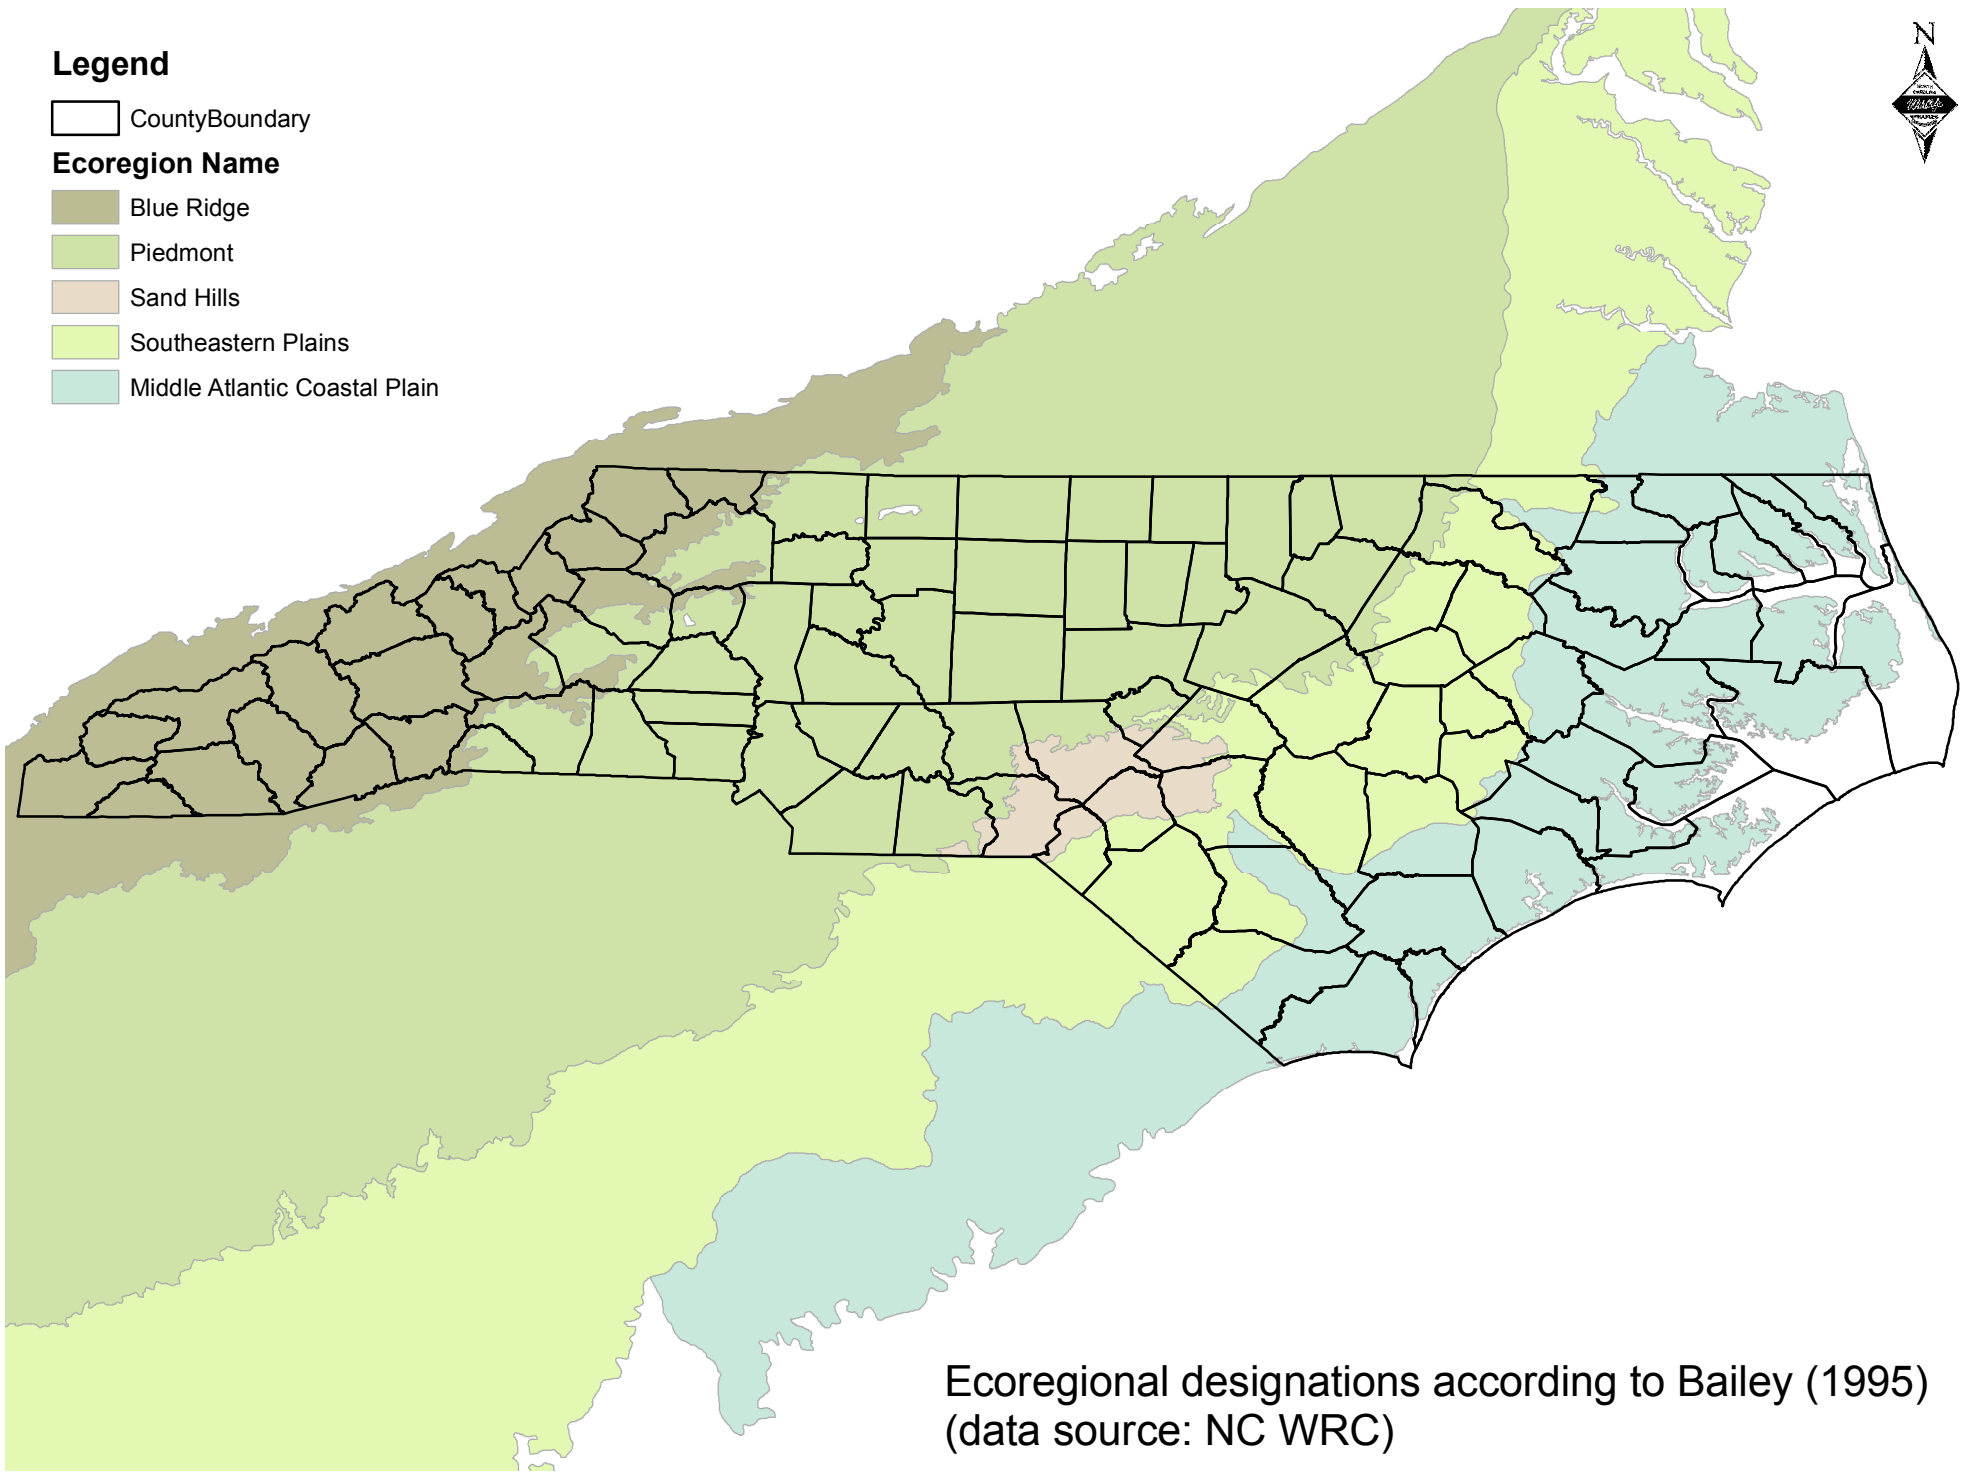 Legend
CountyBoundary
Ecoregion Name
Blue Ridge
Piedmont
Sand Hills
Southeastern Plains
Middle Atlantic Coastal Plain
N
Ecoregional designations according to Bailey (1995)
(data source: NC WRC)